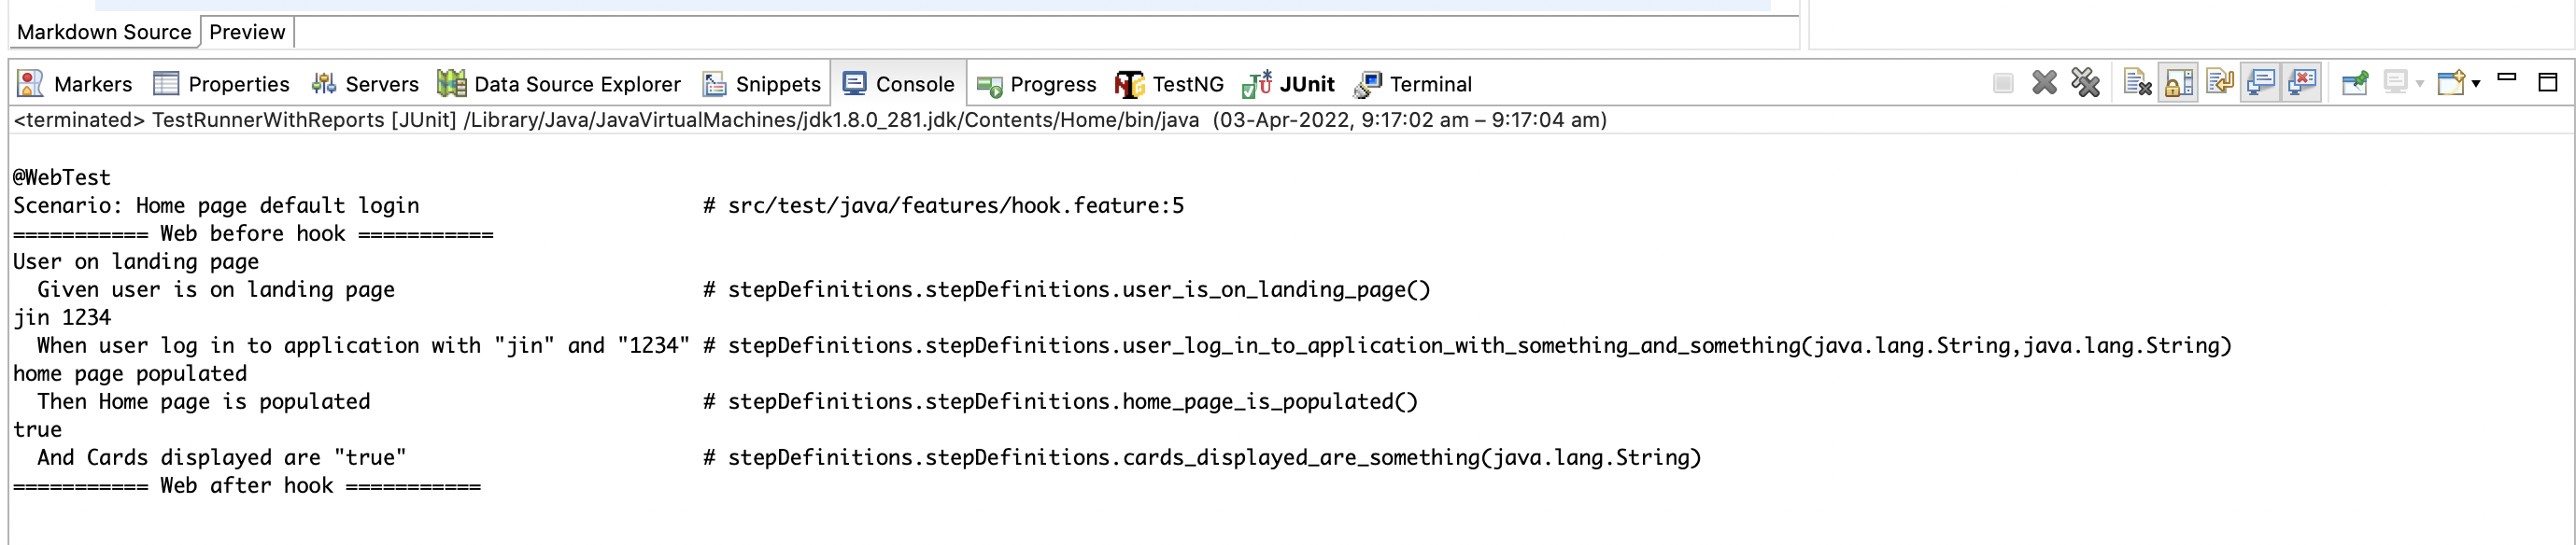 Markdown Source Preview
Markers Properties Servers Data Source Explorer Snippets Console Progress TestNG JUnit Terminal
<terminated> TestRunnerWithReports [JUnit] /Library/Java/JavaVirtualMachines/jdk1.8.0_281.jdk/Contents/Home/bin/java (03-Apr-2022, 9:17:02 am – 9:17:04 am)
@WebTest
Scenario: Home page default login # src/test/java/features/hook.feature:5
=========== Web before hook ===========
User on landing page
Given user is on landing page # stepDefinitions.stepDefinitions.user_is_on_landing_page()
jin 1234
When user log in to application with "jin" and "1234" # stepDefinitions.stepDefinitions.user_log_in_to_application_with_something_and_something(java.lang.String,java.lang.String)
home page populated
Then Home page is populated # stepDefinitions.stepDefinitions.home_page_is_populated()
true
And Cards displayed are "true" # stepDefinitions.stepDefinitions.cards_displayed_are_something(java.lang.String)
=========== Web after hook ===========